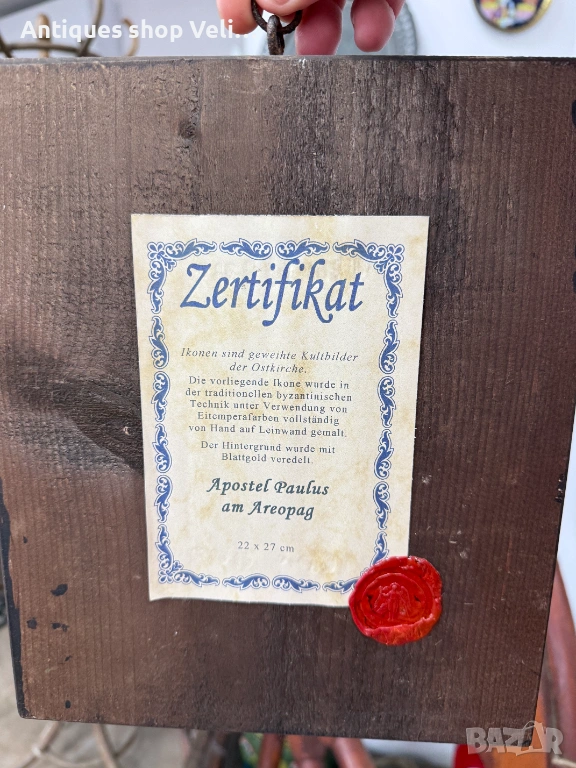 Antiques shop Veli.
Zertifikat
Ikonen sind geweihte Kultbilder
der Ostkirche.
Die vorliegende Ikone wurde in
der traditionellen byzantinischen
Technik unter Verwendung von
Eitemperafarben vollständig
von Hand auf Leinwand gemalt.
Der Hintergrund wurde mit
Blattgold veredelt.
Apostel Paulus
am Areopag
22 x 27 cm
BAZAR